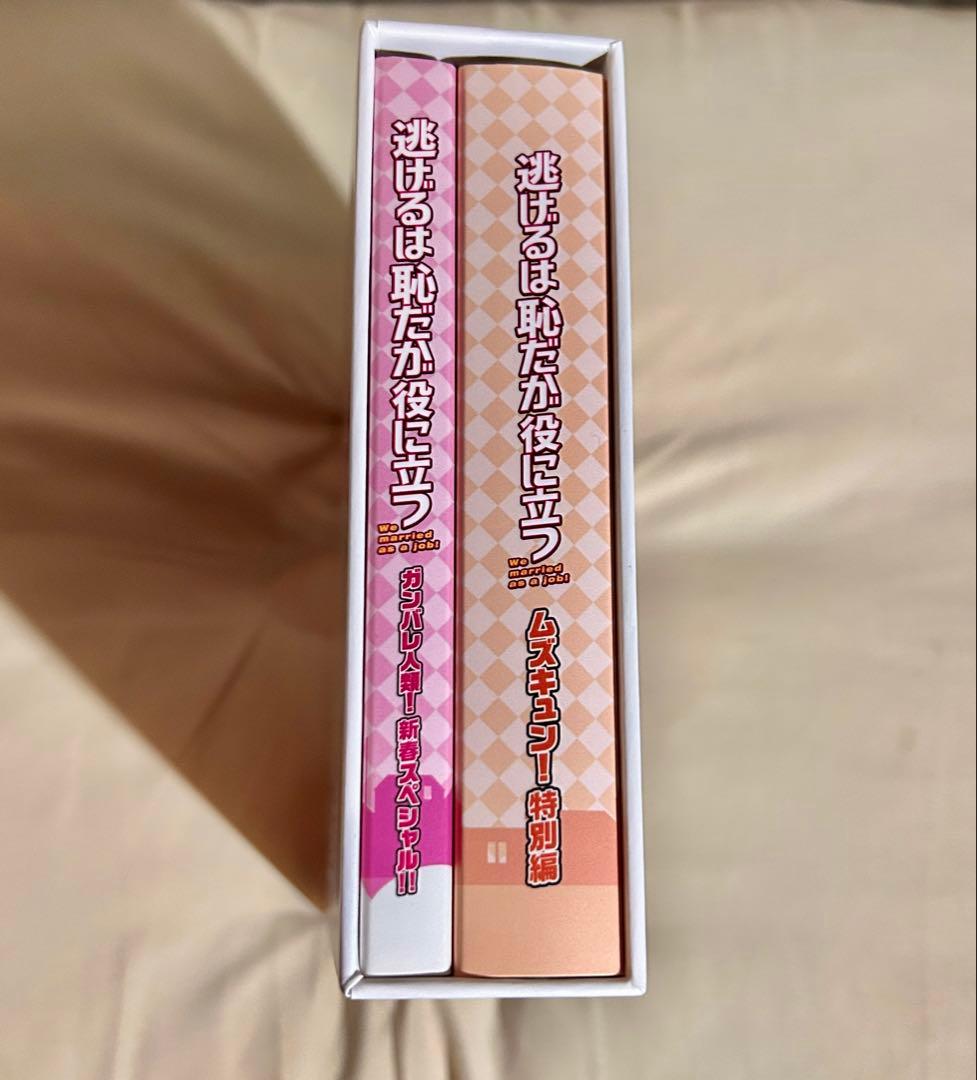 逃げるは恥だが役に立つ
We
married
as a job!
ガンバレ人類！新春スペシャル!!
逃げるは恥だが役に立つ
We
married
as a job!
ムズキュン！特別編